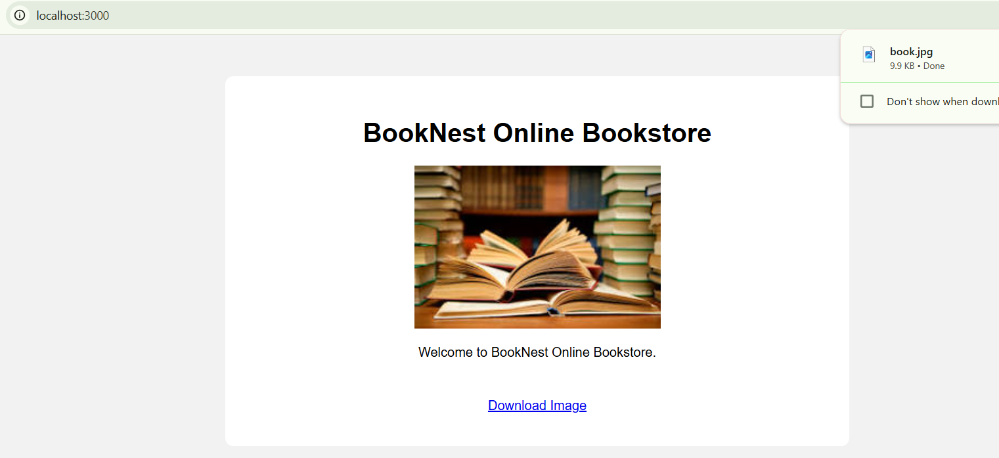 localhost:3000
book.jpg
9.9 KB • Done
Don't show when
BookNest Online Bookstore
Welcome to BookNest Online Bookstore.
Download Image